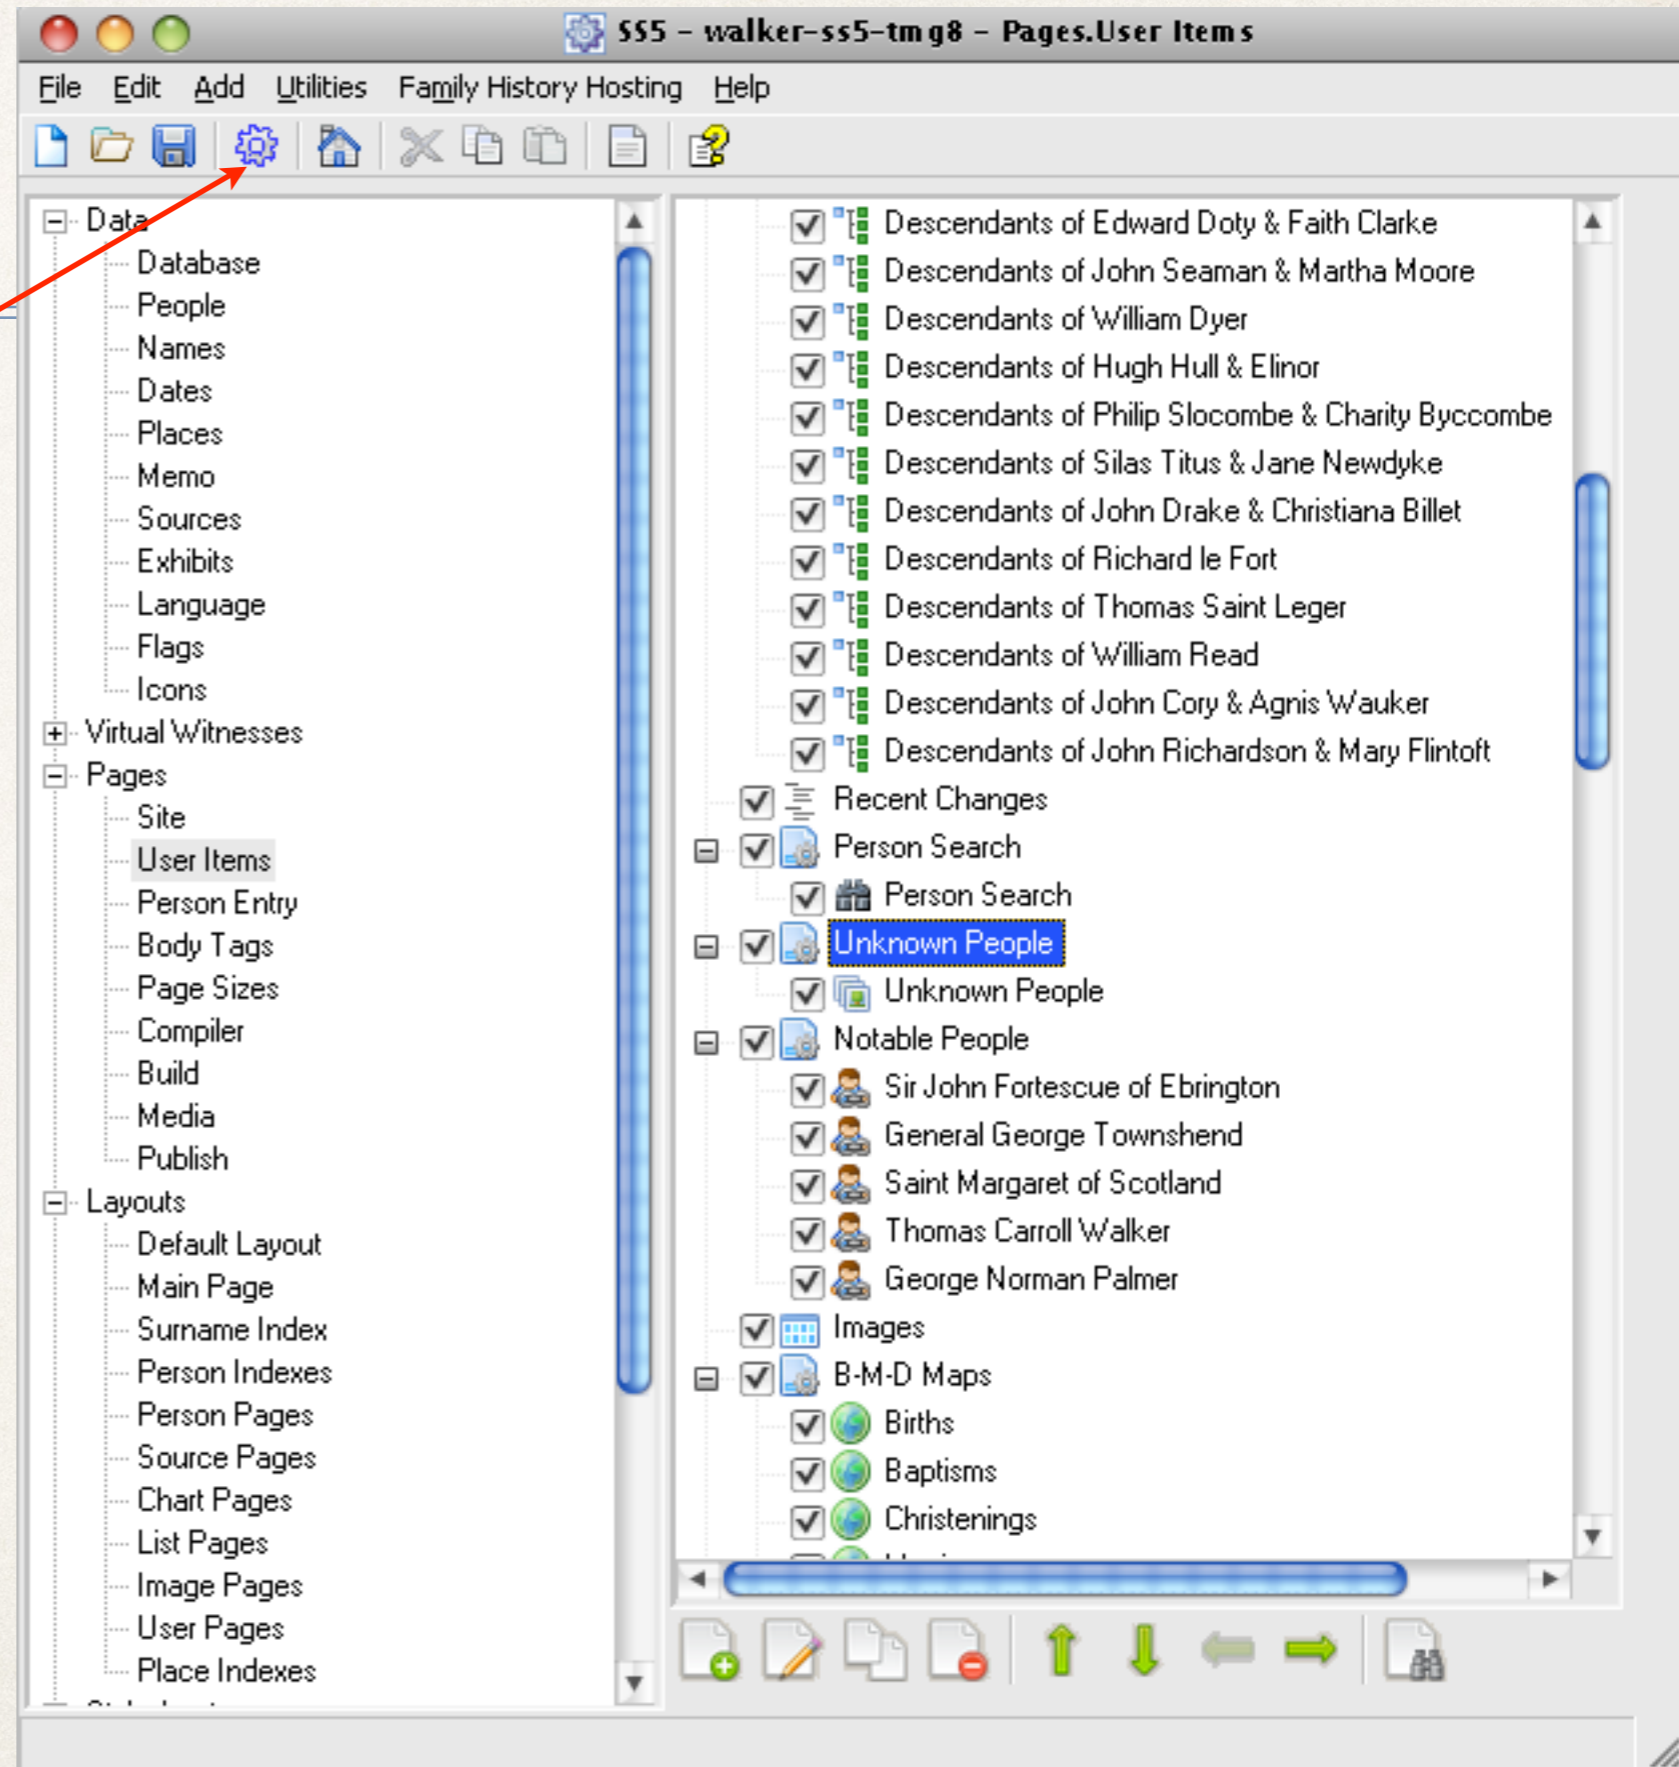 SS5 – walker-ss5-tmg8 – Pages.User Items
File Edit Add Utilities Family History Hosting Help
Data
Database
People
Names
Dates
Places
Memo
Sources
Exhibits
Language
Flags
Icons
Virtual Witnesses
Pages
Site
User Items
Person Entry
Body Tags
Page Sizes
Compiler
Build
Media
Publish
Layouts
Default Layout
Main Page
Surname Index
Person Indexes
Person Pages
Source Pages
Chart Pages
List Pages
Image Pages
User Pages
Place Indexes
Descendants of Edward Doty & Faith Clarke
Descendants of John Seaman & Martha Moore
Descendants of William Dyer
Descendants of Hugh Hull & Elinor
Descendants of Philip Slocombe & Charity Byccombe
Descendants of Silas Titus & Jane Newdyke
Descendants of John Drake & Christiana Billet
Descendants of Richard le Fort
Descendants of Thomas Saint Leger
Descendants of William Read
Descendants of John Cory & Agnis Wauker
Descendants of John Richardson & Mary Flintoft
Recent Changes
Person Search
Person Search
Unknown People
Unknown People
Notable People
Sir John Fortescue of Ebrington
General George Townshend
Saint Margaret of Scotland
Thomas Carroll Walker
George Norman Palmer
Images
B-M-D Maps
Births
Baptisms
Christenings